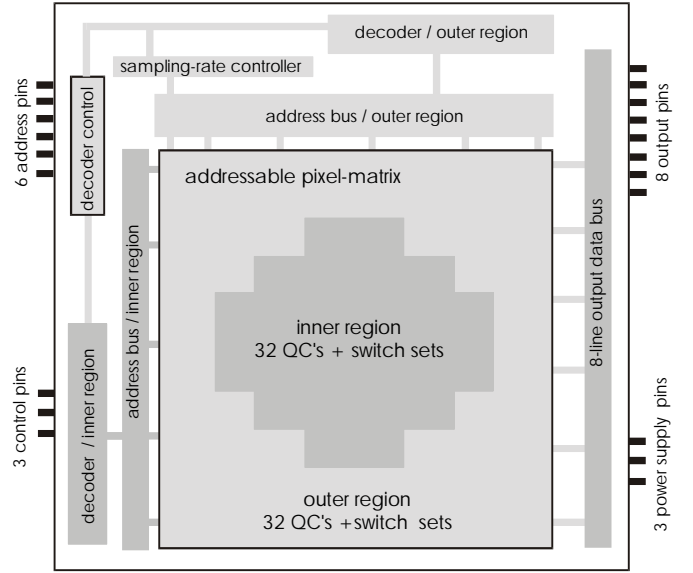 decoder / outer region
sampling-rate controller
address bus / outer region
6 address pins
decoder control
8 output pins
addressable pixel-matrix
address bus / inner region
8-line output data bus
inner region
32 QC's + switch sets
3 control pins
decoder / inner region
3 power supply pins
outer region
32 QC's +switch sets